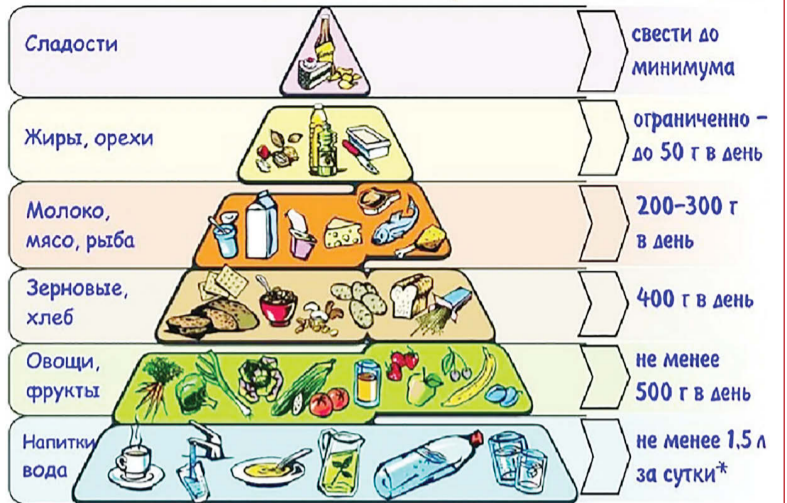 Сладости
свести до
минимума
Жиры, орехи
ограниченно –
до 50 г в день
Молоко,
мясо, рыба
200–300 г
в день
Зерновые,
хлеб
400 г в день
Овощи,
фрукты
не менее
500 г в день
Напитки
вода
не менее 1,5 л
за сутки*